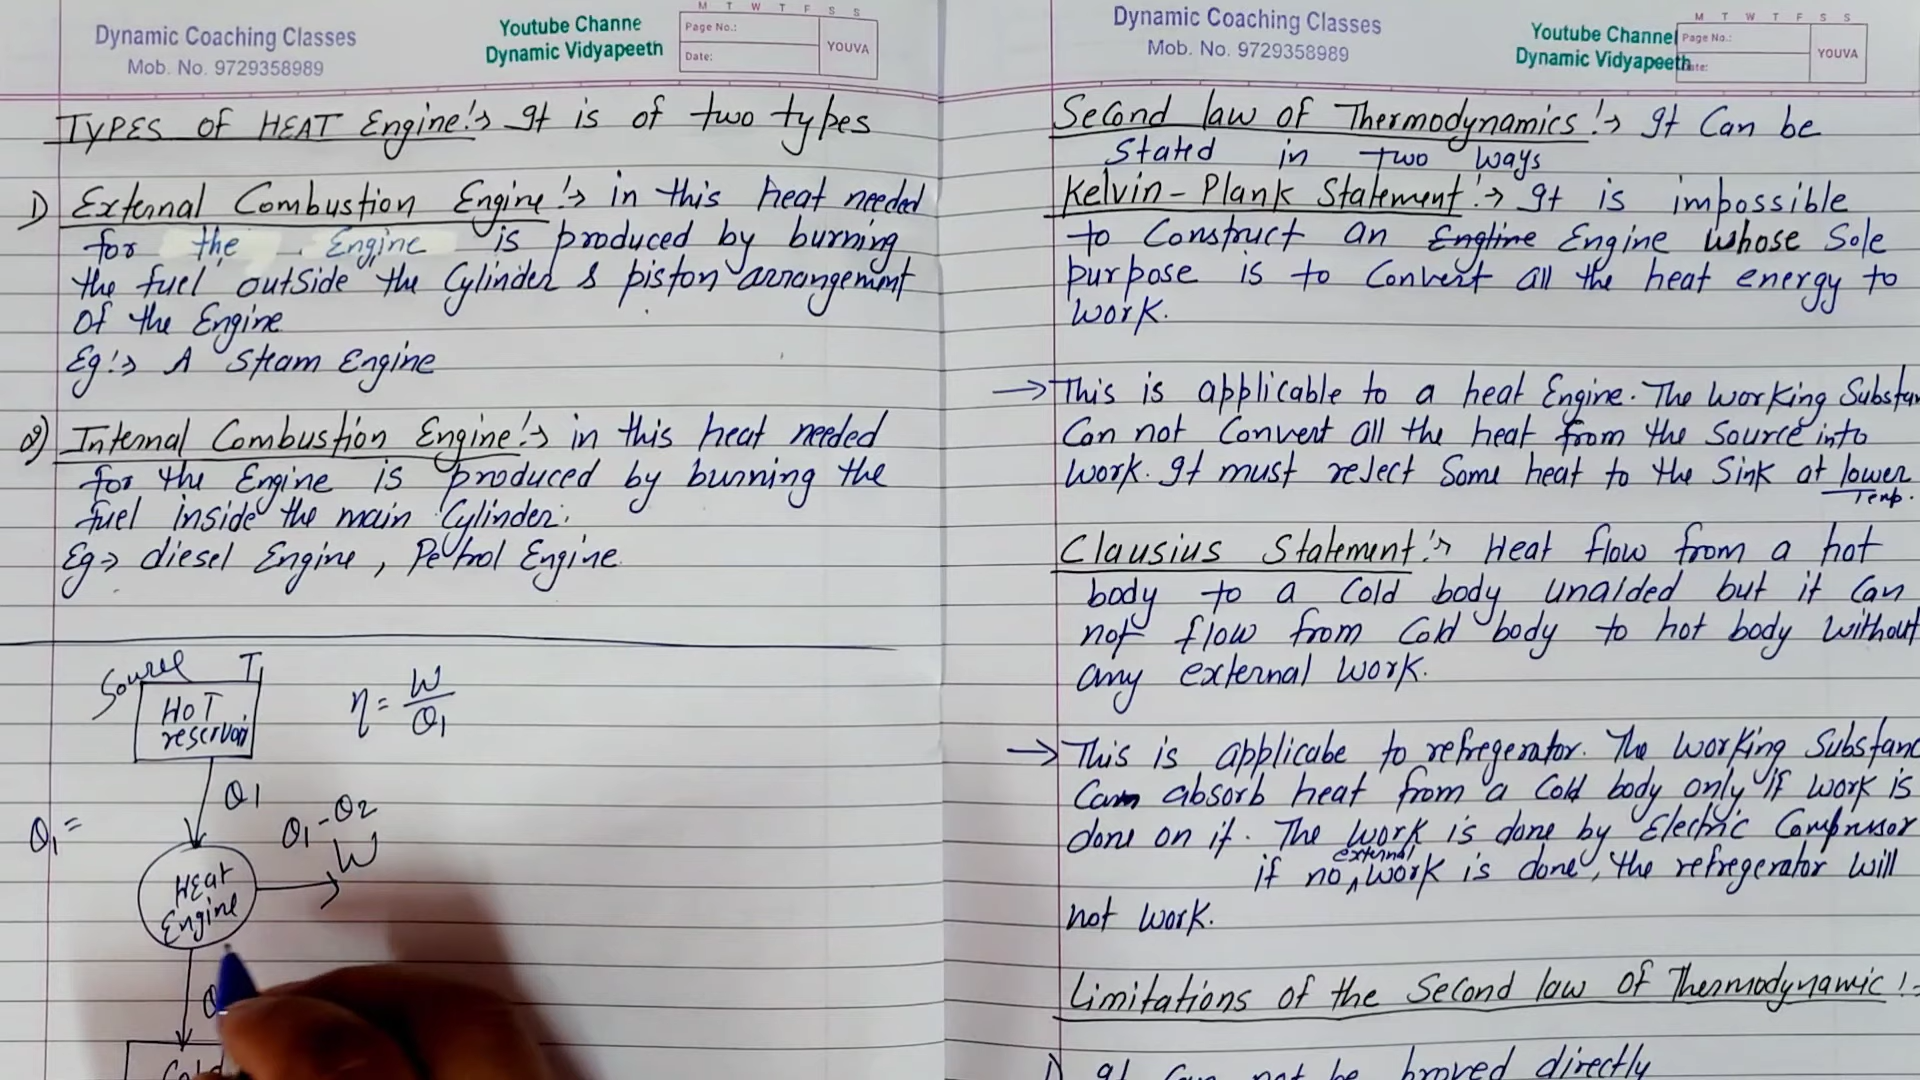 Dynamic Coaching Classes
Mob. No. 9729358989
Youtube Channe
Dynamic Vidyapeeth
M T W T F S S
Page No.:
Date:
YOUVA
TYPES OF HEAT Engine:→ It is of two types
1) External Combustion Engine:→ in this heat needed
for the Engine is produced by burning
the fuel outside the Cylinder & piston arrangement
of the Engine
Eg:→ A Steam Engine
2) Internal Combustion Engine:→ in this heat needed
for the Engine is produced by burning the
fuel inside the main Cylinder.
Eg→ diesel Engine, Petrol Engine
Source T1
HOT
reservoir
η = W/Q1
Q1
Q1 =
Q1-Q2
W
HEat
Engine
Q
Cold
Dynamic Coaching Classes
Mob. No. 9729358989
Youtube Channe
Dynamic Vidyapeeth
M T W T F S S
Page No.:
ate:
YOUVA
Second law of Thermodynamics:→ It Can be
Stated in two ways
Kelvin-Plank Statement:→ It is impossible
to Construct an Engline Engine whose Sole
purpose is to Convert all the heat energy to
work.
→ This is applicable to a heat Engine. The working Substan
Can not Convert all the heat from the Source into
work. It must reject Some heat to the Sink at lower
Temp.
Clausius Statement:→ Heat flow from a hot
body to a Cold body unaided but it Can
not flow from Cold body to hot body without
any external work.
→ This is applicabe to refregerator. The working Substanc
Can absorb heat from a Cold body only if work is
done on it. The work is done by Electric Compressor
if no external work is done, the refregerator will
not work.
Limitations of the Second law of Thermodynamic:-
1) It Can not be proved directly